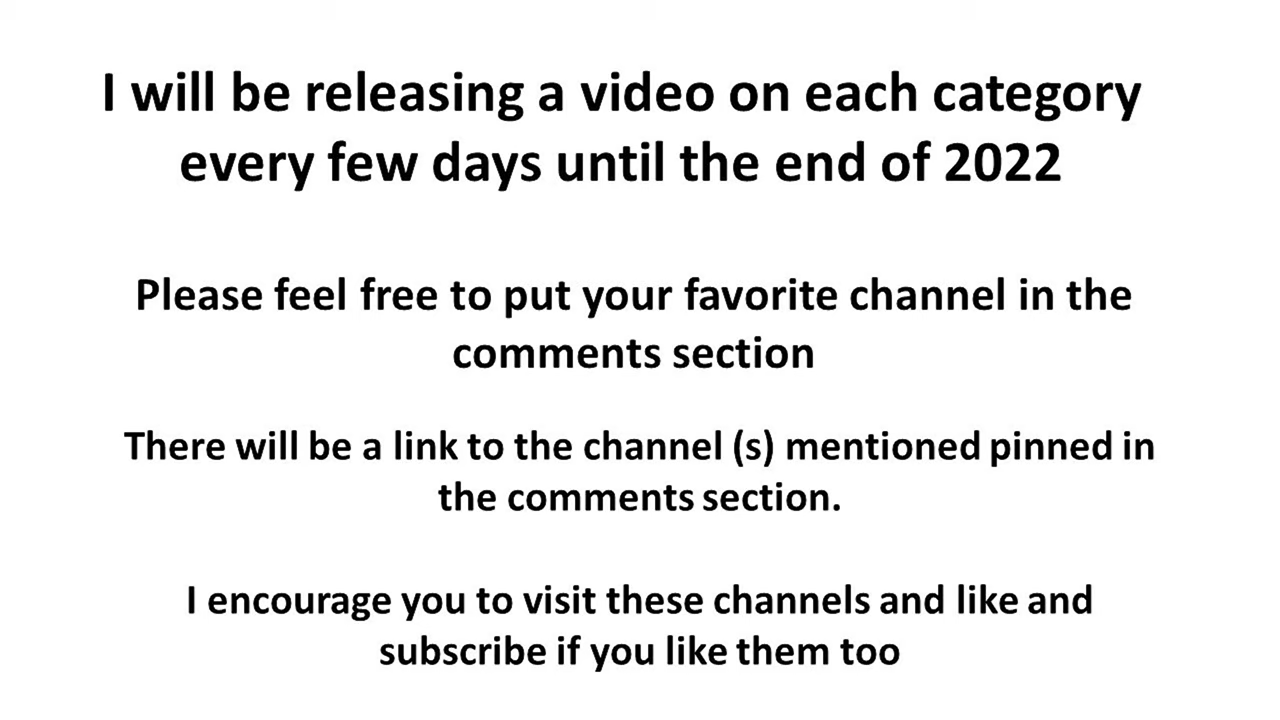 I will be releasing a video on each category
every few days until the end of 2022
Please feel free to put your favorite channel in the
comments section
There will be a link to the channel (s) mentioned pinned in
the comments section.
I encourage you to visit these channels and like and
subscribe if you like them too